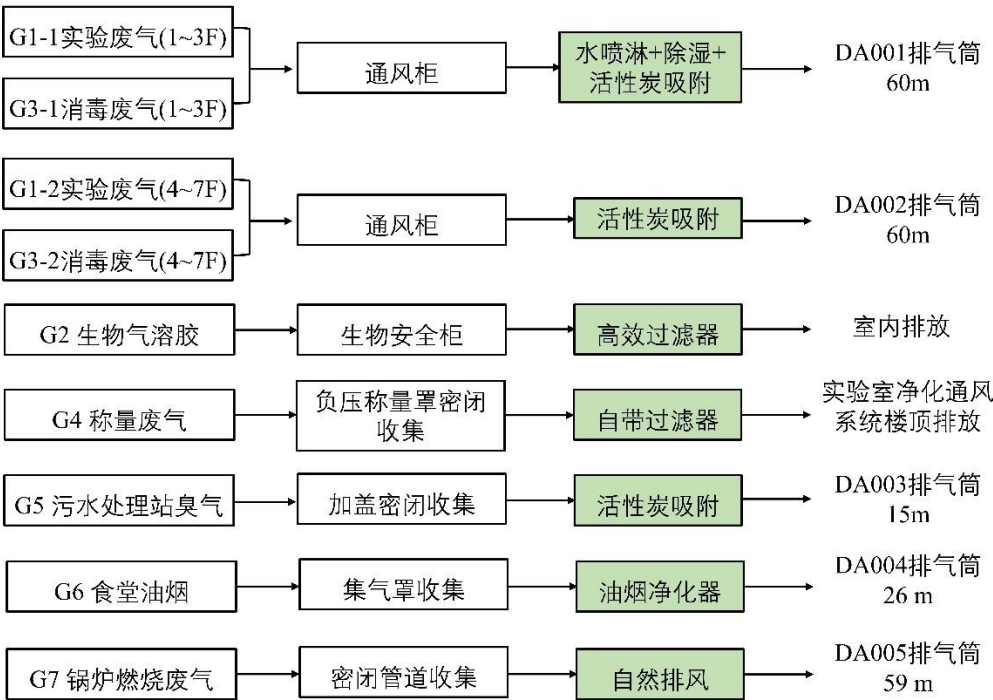 G1-1实验废气(1~3F)
G3-1消毒废气(1~3F)
通风柜
水喷淋+除湿+
活性炭吸附
DA001排气筒
60m
G1-2实验废气(4~7F)
G3-2消毒废气(4~7F)
通风柜
活性炭吸附
DA002排气筒
60m
G2 生物气溶胶
生物安全柜
高效过滤器
室内排放
G4 称量废气
负压称量罩密闭
收集
自带过滤器
实验室净化通风
系统楼顶排放
G5 污水处理站臭气
加盖密闭收集
活性炭吸附
DA003排气筒
15m
G6 食堂油烟
集气罩收集
油烟净化器
DA004排气筒
26 m
G7 锅炉燃烧废气
密闭管道收集
自然排风
DA005排气筒
59 m